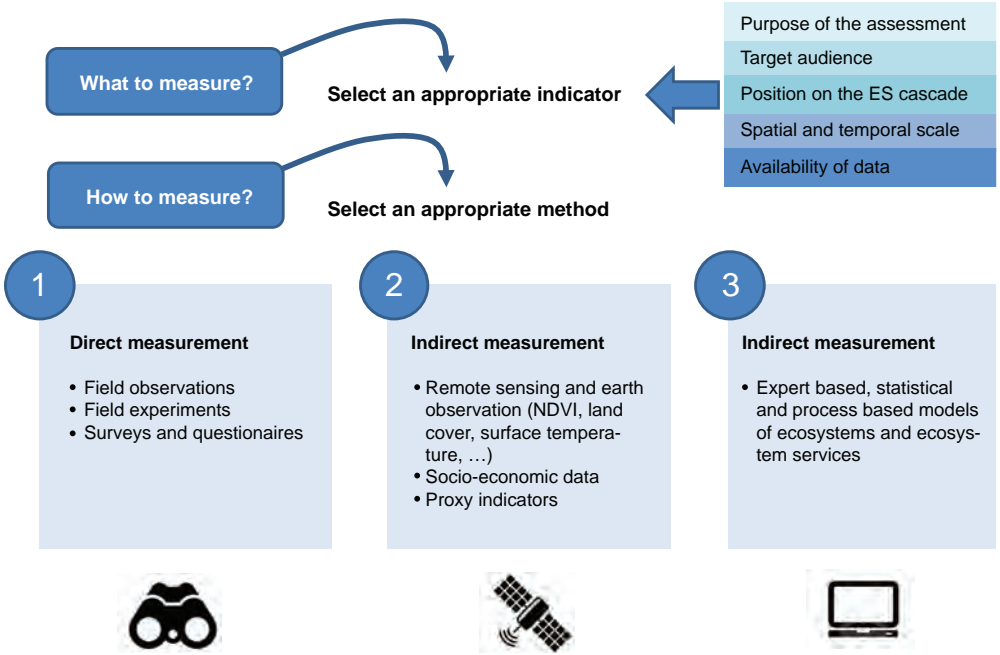 What to measure?
Select an appropriate indicator
Purpose of the assessment
Target audience
Position on the ES cascade
Spatial and temporal scale
Availability of data
How to measure?
Select an appropriate method
1
Direct measurement
• Field observations
• Field experiments
• Surveys and questionaires
2
Indirect measurement
• Remote sensing and earth
observation (NDVI, land
cover, surface tempera-
ture, …)
• Socio-economic data
• Proxy indicators
3
Indirect measurement
• Expert based, statistical
and process based models
of ecosystems and ecosys-
tem services